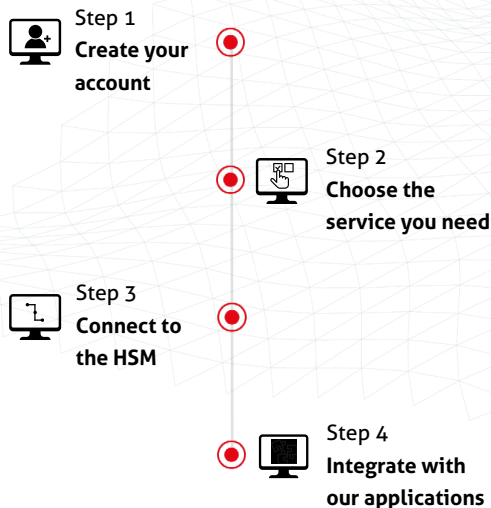 Step 1
Create your
account
Step 2
Choose the
service you need
Step 3
Connect to
the HSM
Step 4
Integrate with
our applications